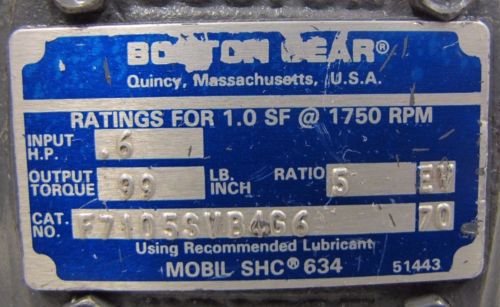 BOSTON GEAR®
Quincy, Massachusetts, U.S.A.
RATINGS FOR 1.0 SF @ 1750 RPM
INPUT H.P. .6
OUTPUT TORQUE 99 LB. INCH RATIO 5 EW
CAT. NO. F7105SVB4G6 70
Using Recommended Lubricant
MOBIL SHC® 634 51443